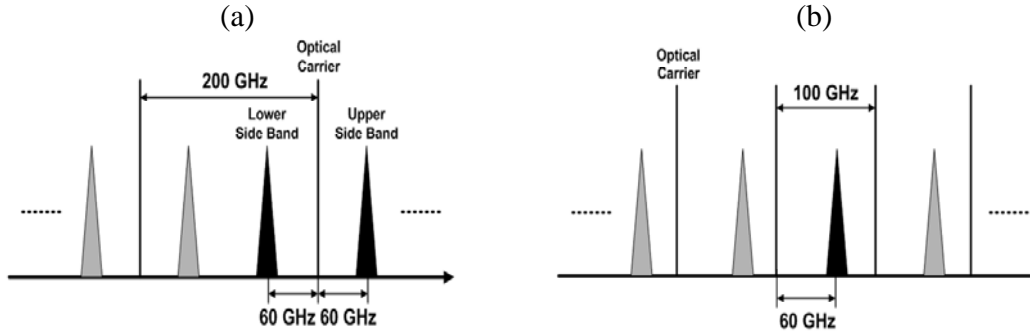 (a)
Optical
Carrier
200 GHz
Lower
Side Band
Upper
Side Band
60 GHz 60 GHz
(b)
Optical
Carrier
100 GHz
60 GHz